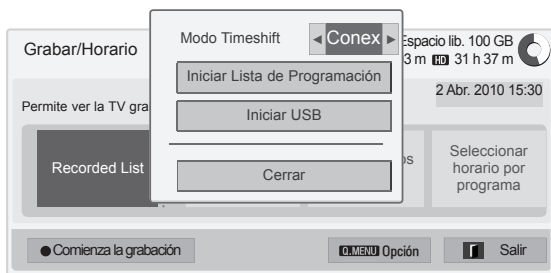 Grabar/Horario
Modo Timeshift ◀ Conex ▶
Espacio lib. 100 GB
3 m HD 31 h 37 m
Iniciar Lista de Programación
Iniciar USB
Cerrar
2 Abr. 2010 15:30
Permite ver la TV gra
Recorded List
os
Seleccionar
horario por
programa
● Comienza la grabación
Q.MENU Opción
Salir